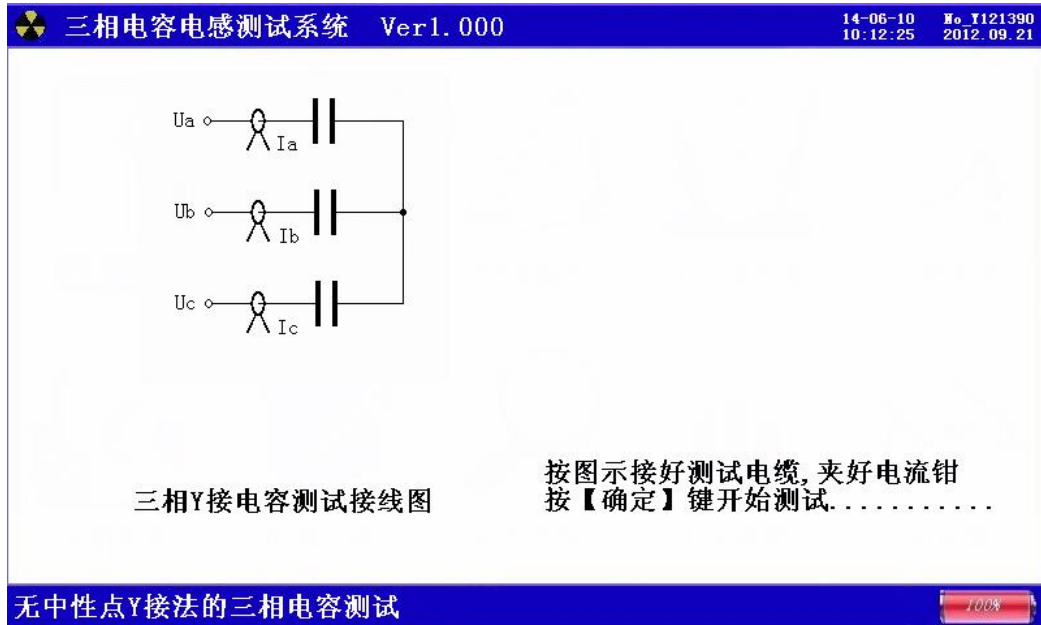 三相电容电感测试系统 Ver1.000
14-06-10 No_Y121390
10:12:25 2012.09.21
Ua
Ia
Ub
Ib
Uc
Ic
按图示接好测试电缆,夹好电流钳
三相Y接电容测试接线图
按【确定】键开始测试...........
无中性点Y接法的三相电容测试
100%